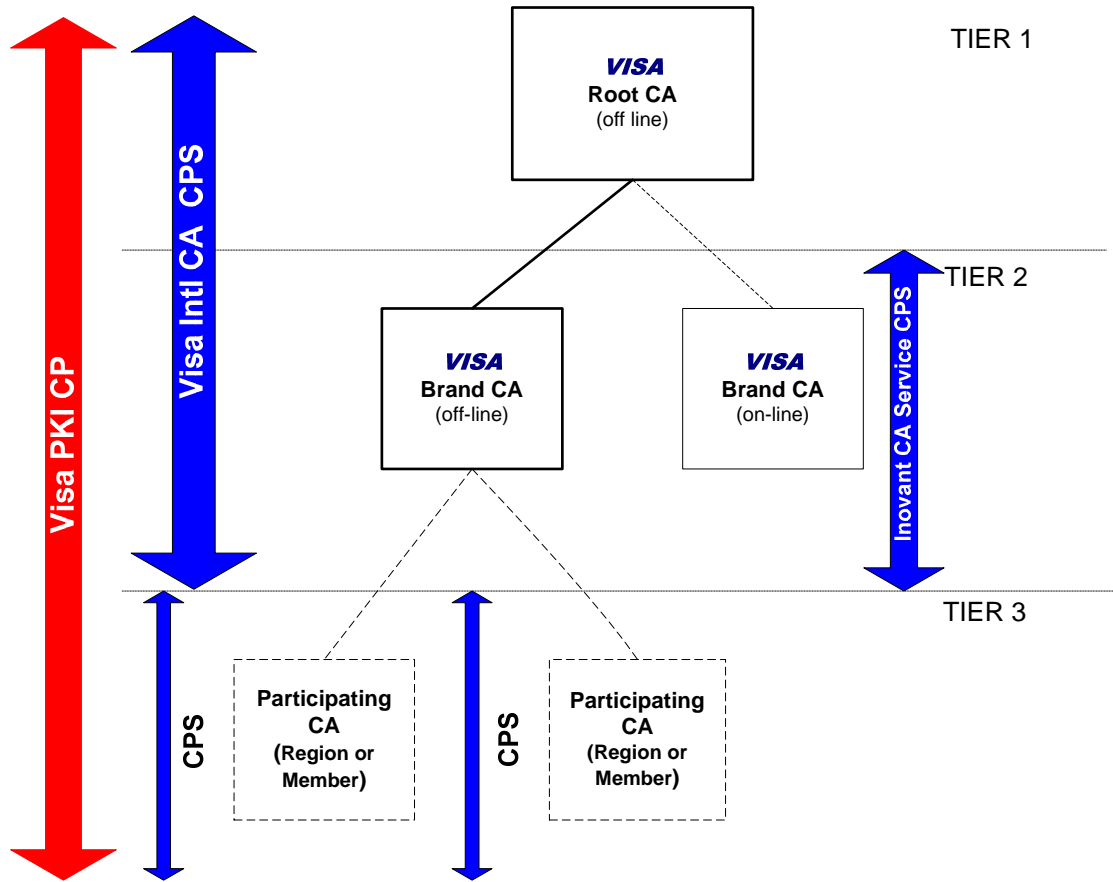 TIER 1
VISA
Root CA
(off line)
Visa PKI CP
Visa Intl CA CPS
TIER 2
VISA
Brand CA
(off-line)
VISA
Brand CA
(on-line)
Inovant CA Service CPS
TIER 3
CPS
Participating
CA
(Region or
Member)
CPS
Participating
CA
(Region or
Member)